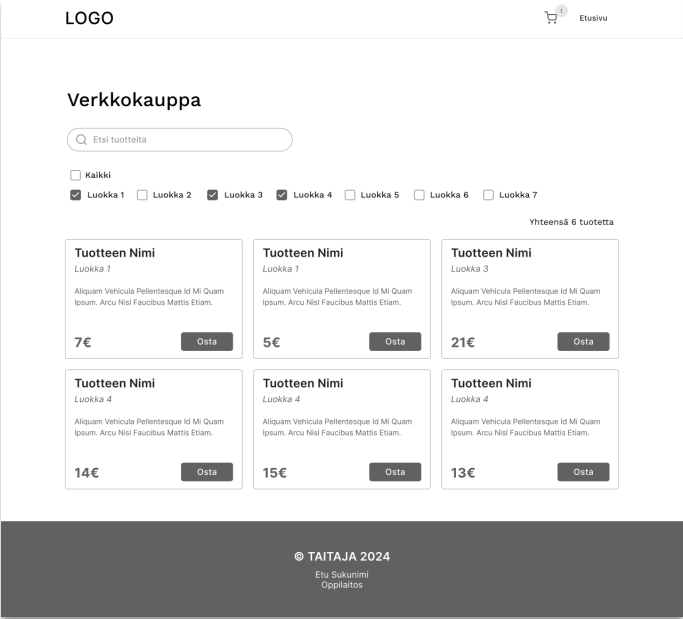 LOGO
1
Etusivu
Verkkokauppa
Etsi tuotteita
Kaikki
Luokka 1 Luokka 2 Luokka 3 Luokka 4 Luokka 5 Luokka 6 Luokka 7
Yhteensä 6 tuotetta
Tuotteen Nimi
Luokka 1
Aliquam Vehicula Pellentesque Id Mi Quam
Ipsum. Arcu Nisl Faucibus Mattis Etiam.
7€ Osta
Tuotteen Nimi
Luokka 1
Aliquam Vehicula Pellentesque Id Mi Quam
Ipsum. Arcu Nisl Faucibus Mattis Etiam.
5€ Osta
Tuotteen Nimi
Luokka 3
Aliquam Vehicula Pellentesque Id Mi Quam
Ipsum. Arcu Nisl Faucibus Mattis Etiam.
21€ Osta
Tuotteen Nimi
Luokka 4
Aliquam Vehicula Pellentesque Id Mi Quam
Ipsum. Arcu Nisl Faucibus Mattis Etiam.
14€ Osta
Tuotteen Nimi
Luokka 4
Aliquam Vehicula Pellentesque Id Mi Quam
Ipsum. Arcu Nisl Faucibus Mattis Etiam.
15€ Osta
Tuotteen Nimi
Luokka 4
Aliquam Vehicula Pellentesque Id Mi Quam
Ipsum. Arcu Nisl Faucibus Mattis Etiam.
13€ Osta
© TAITAJA 2024
Etu Sukunimi
Oppilaitos